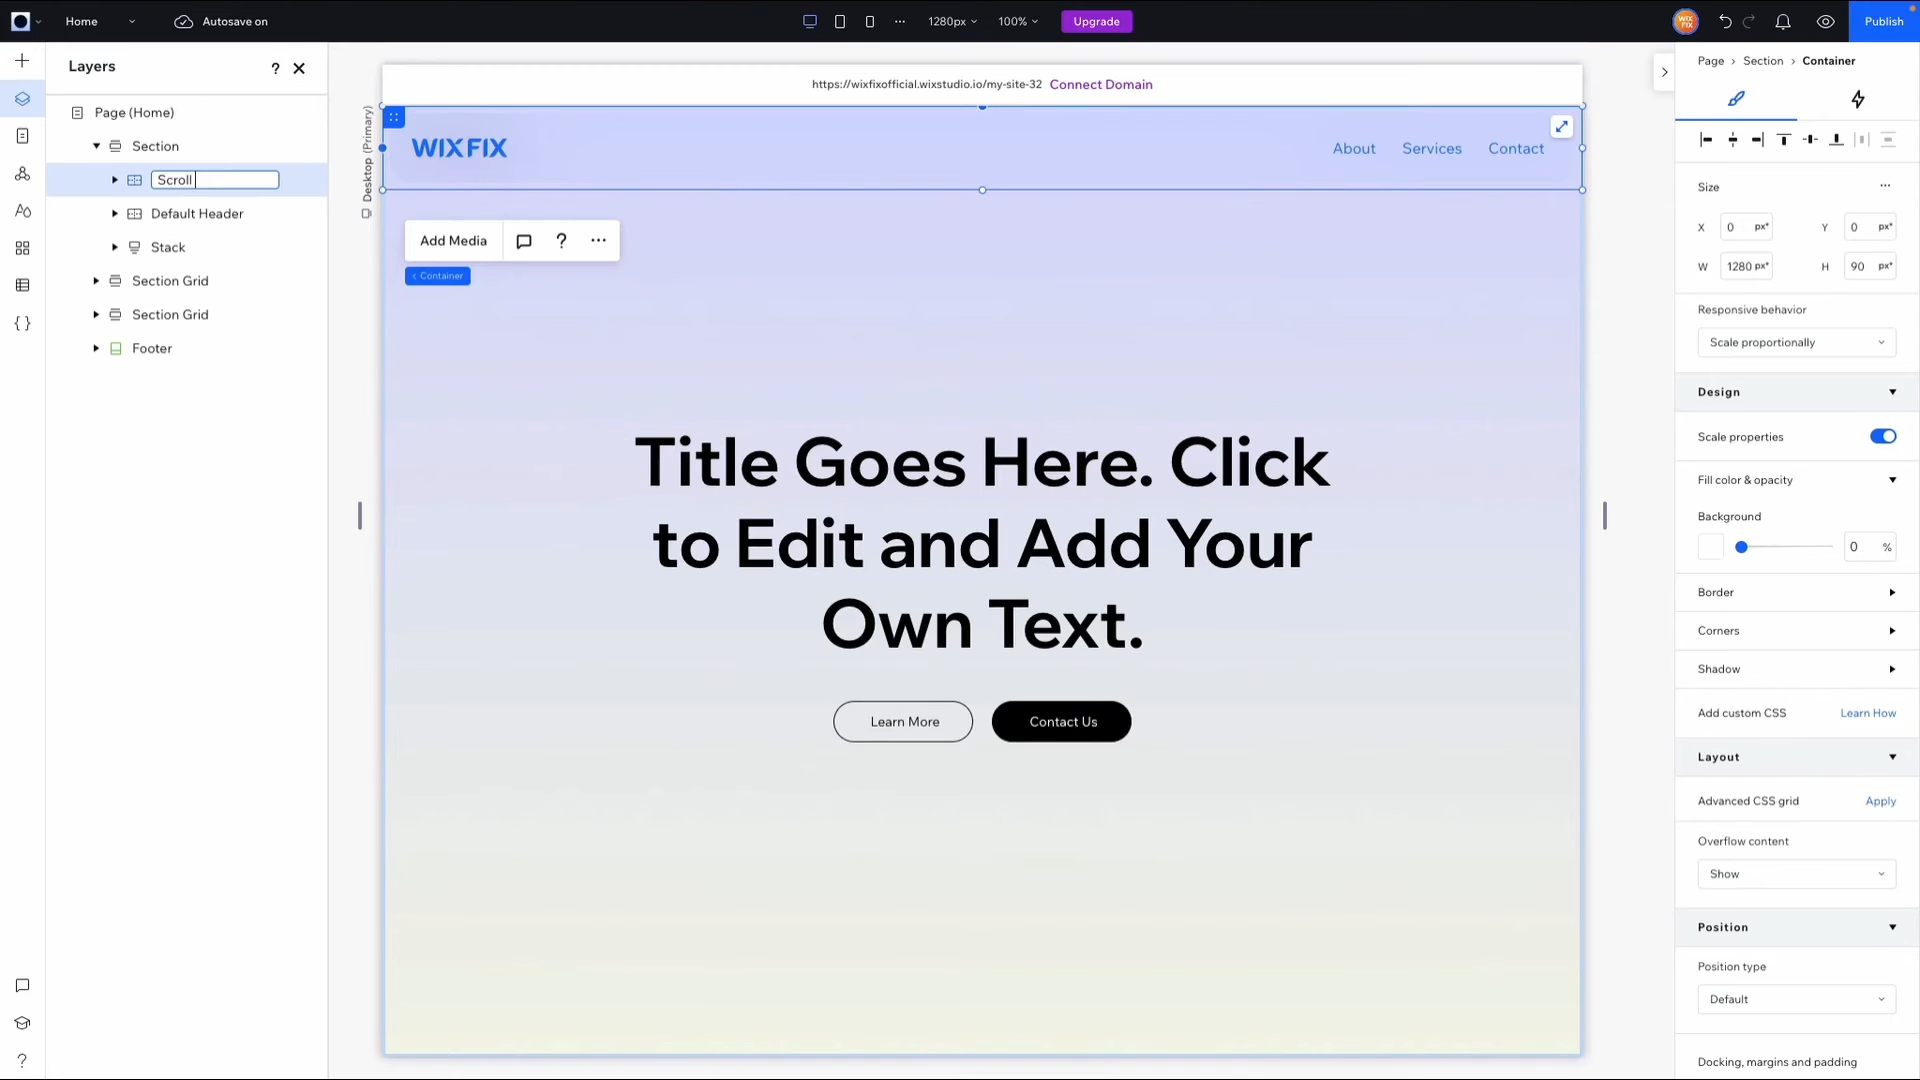 Home
Autosave on
1280px
100%
Upgrade
WIX
FIX
Publish
Layers
?
Page (Home)
Section
Scroll
Default Header
Stack
Section Grid
Section Grid
Footer
?
Desktop (Primary)
https://wixfixofficial.wixstudio.io/my-site-32 Connect Domain
WIXFIX
About
Services
Contact
Add Media
?
< Container
Title Goes Here. Click
to Edit and Add Your
Own Text.
Learn More
Contact Us
Page > Section > Container
Size
X 0 px*
Y 0 px*
W 1280 px*
H 90 px*
Responsive behavior
Scale proportionally
Design
Scale properties
Fill color & opacity
Background
0 %
Border
Corners
Shadow
Add custom CSS
Learn How
Layout
Advanced CSS grid
Apply
Overflow content
Show
Position
Position type
Default
Docking, margins and padding